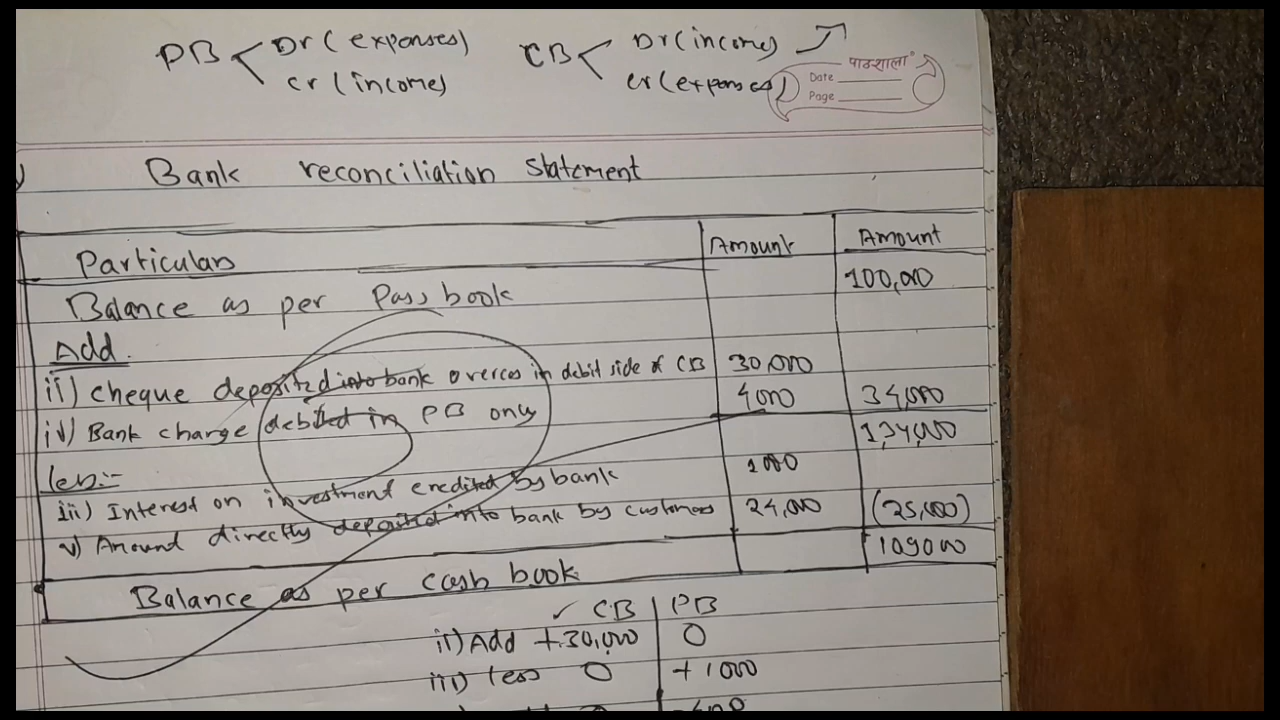 PB < Dr (expenses) CB < Dr (income)
cr (income) cr (expenses)
पाठशाला
Date
Page
Bank reconciliation statement
Particulars Amount Amount
Balance as per Pass book 100,000
Add.
ii) Cheque deposited into bank in debit side of CB 30,000
iv) Bank charge debited in PB only 4000 34,000
134,000
less:-
iii) Interest on investment credited by bank 1000
v) Amound directly deposited into bank by customers 24,000 (25,000)
109000
Balance as per cash book
✓ CB PB
ii) Add +30,000 0
iii) less 0 +1000